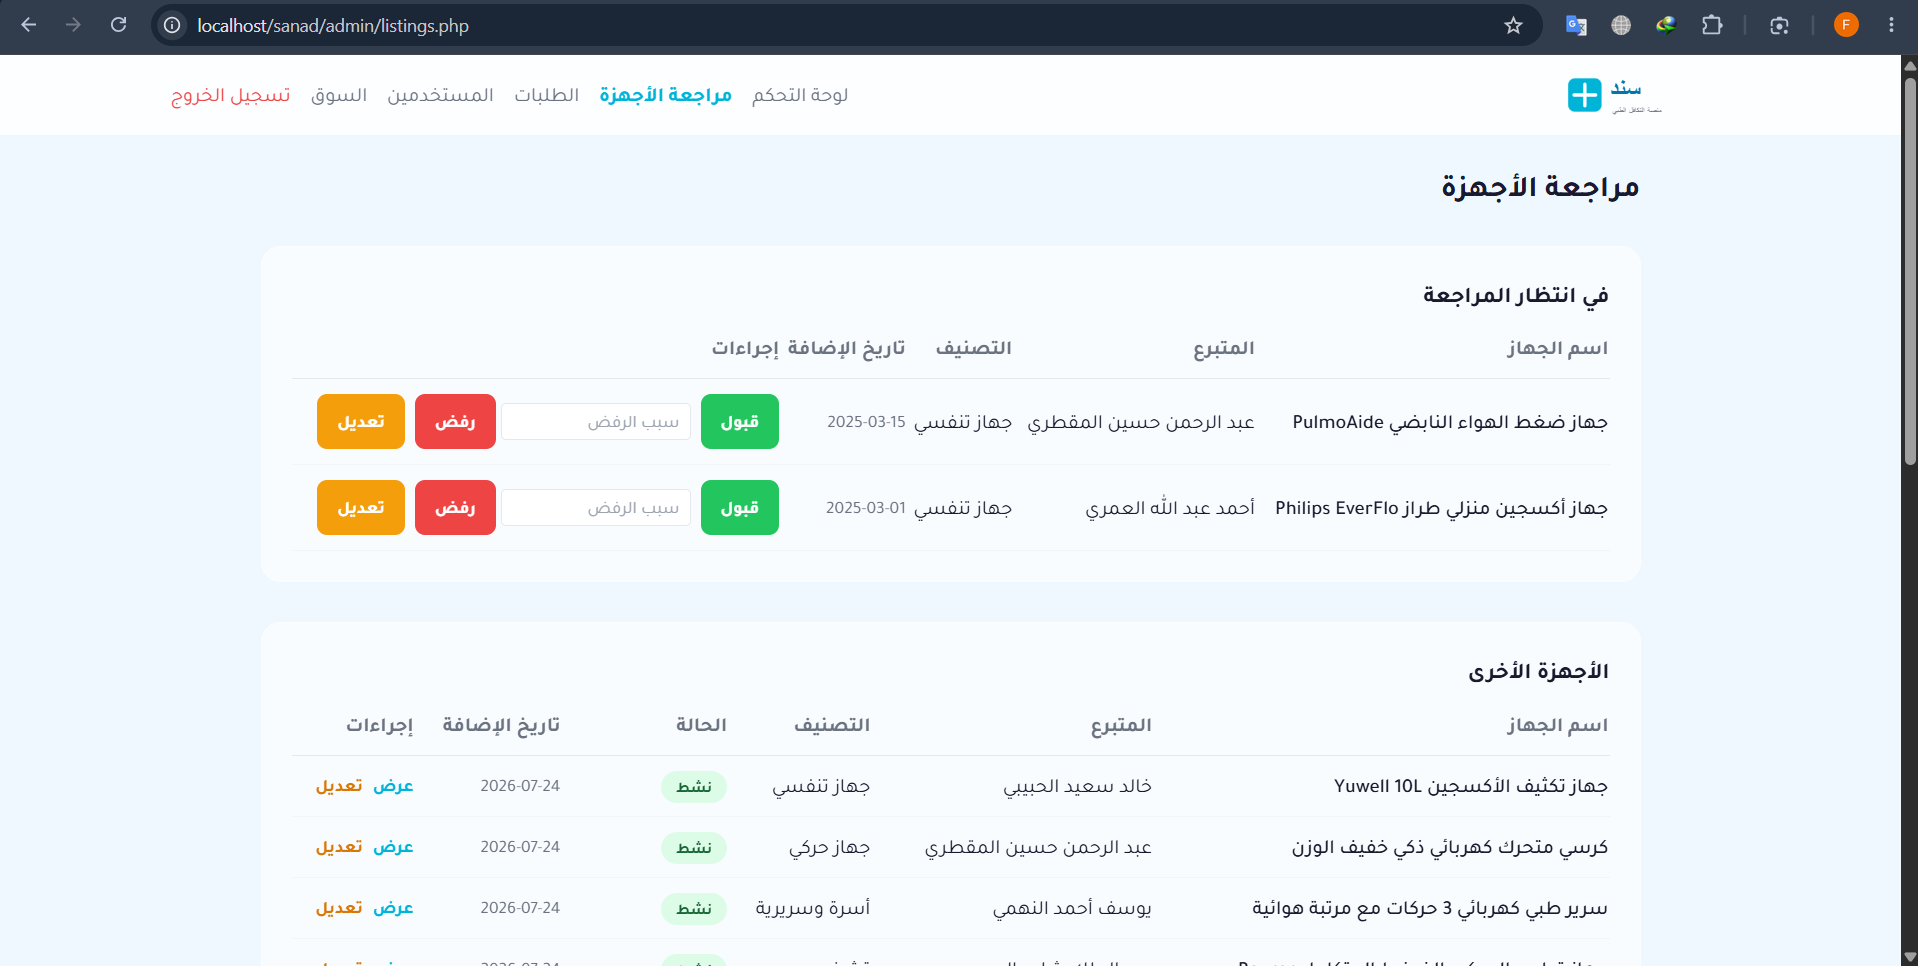 localhost/sanad/admin/listings.php
F
سند
منصة التكافل الطبي
لوحة التحكم مراجعة الأجهزة الطلبات المستخدمين السوق تسجيل الخروج
مراجعة الأجهزة
في انتظار المراجعة
اسم الجهاز المتبرع التصنيف تاريخ الإضافة إجراءات
جهاز ضغط الهواء النابضي PulmoAide عبد الرحمن حسين المقطري جهاز تنفسي 2025-03-15 قبول سبب الرفض رفض تعديل
جهاز أكسجين منزلي طراز Philips EverFlo أحمد عبد الله العمري جهاز تنفسي 2025-03-01 قبول سبب الرفض رفض تعديل
الأجهزة الأخرى
اسم الجهاز المتبرع التصنيف الحالة تاريخ الإضافة إجراءات
جهاز تكثيف الأكسجين Yuwell 10L خالد سعيد الحبيبي جهاز تنفسي نشط 2026-07-24 عرض تعديل
كرسي متحرك كهربائي ذكي خفيف الوزن عبد الرحمن حسين المقطري جهاز حركي نشط 2026-07-24 عرض تعديل
سرير طبي كهربائي 3 حركات مع مرتبة هوائية يوسف أحمد النهمي أسرة وسريرية نشط 2026-07-24 عرض تعديل